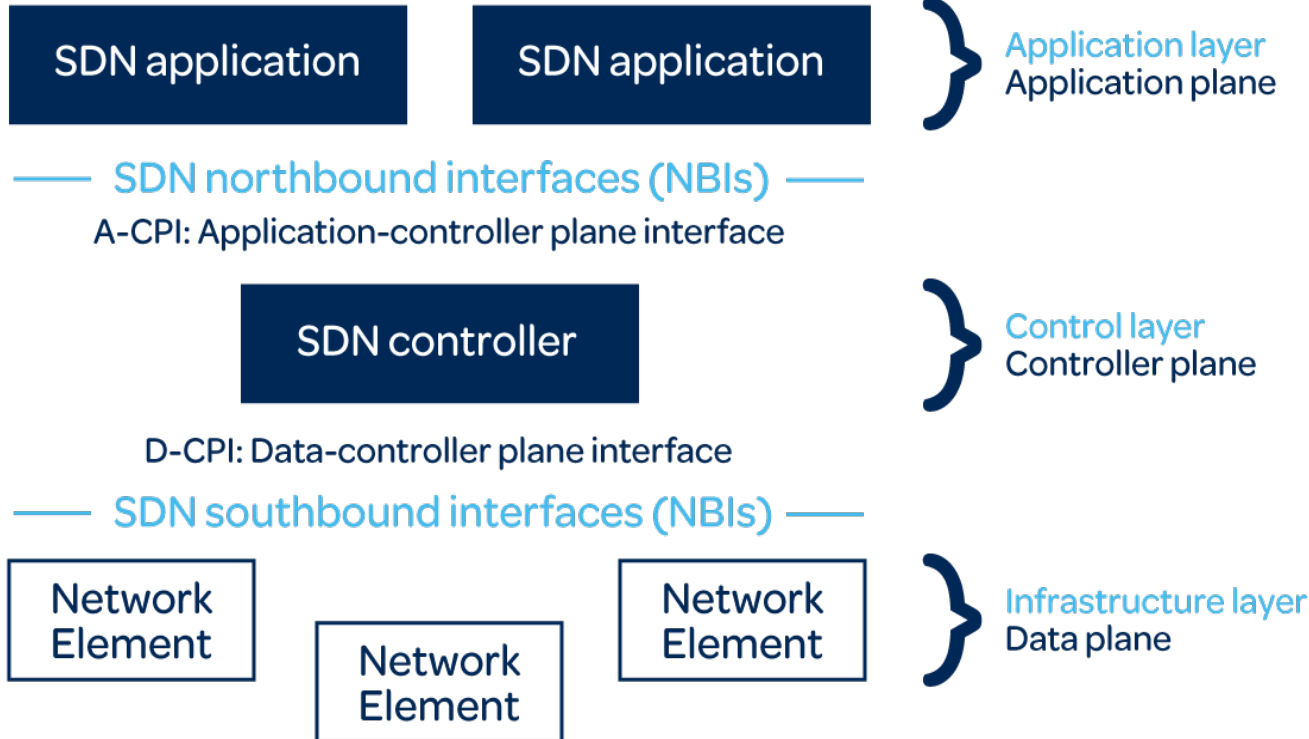 SDN application
SDN application
Application layer
Application plane
SDN northbound interfaces (NBIs)
A-CPI: Application-controller plane interface
SDN controller
Control layer
Controller plane
D-CPI: Data-controller plane interface
SDN southbound interfaces (NBIs)
Network
Element
Network
Element
Network
Element
Infrastructure layer
Data plane